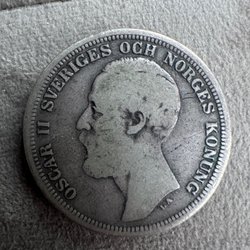 OSCAR II SVERIGES OCH NORGES KONUNG